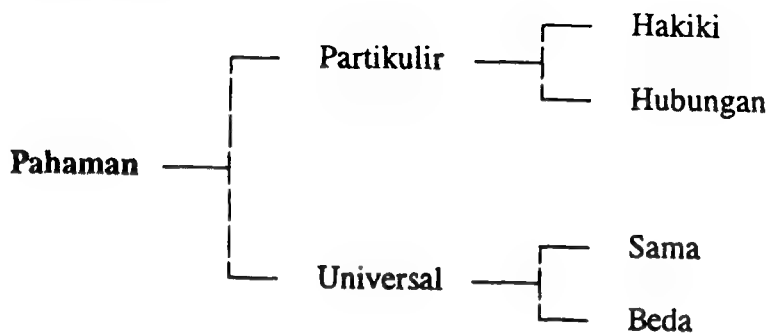 Hakiki
Partikulir
Hubungan
Pahaman
Sama
Universal
Beda